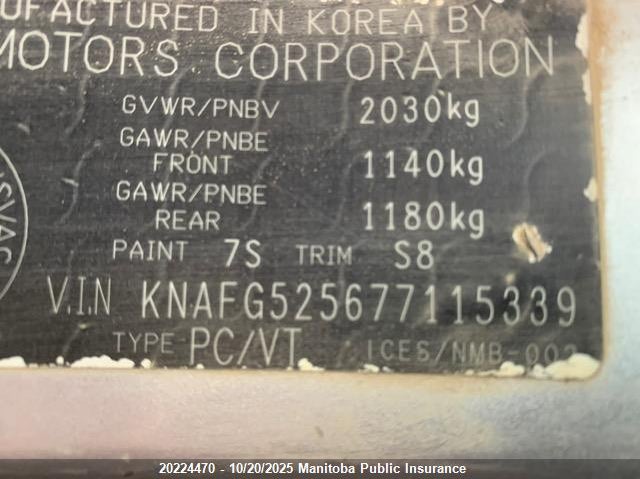 UFACTURED IN KOREA BY
MOTORS CORPORATION
GVWR/PNBV 2030kg
GAWR/PNBE FRONT 1140kg
GAWR/PNBE REAR 1180kg
PAINT 7S TRIM S8
V.I.N KNAFG525677115339
TYPE PC/VT ICES/NMB-002
SVAC
20224470 - 10/20/2025 Manitoba Public Insurance